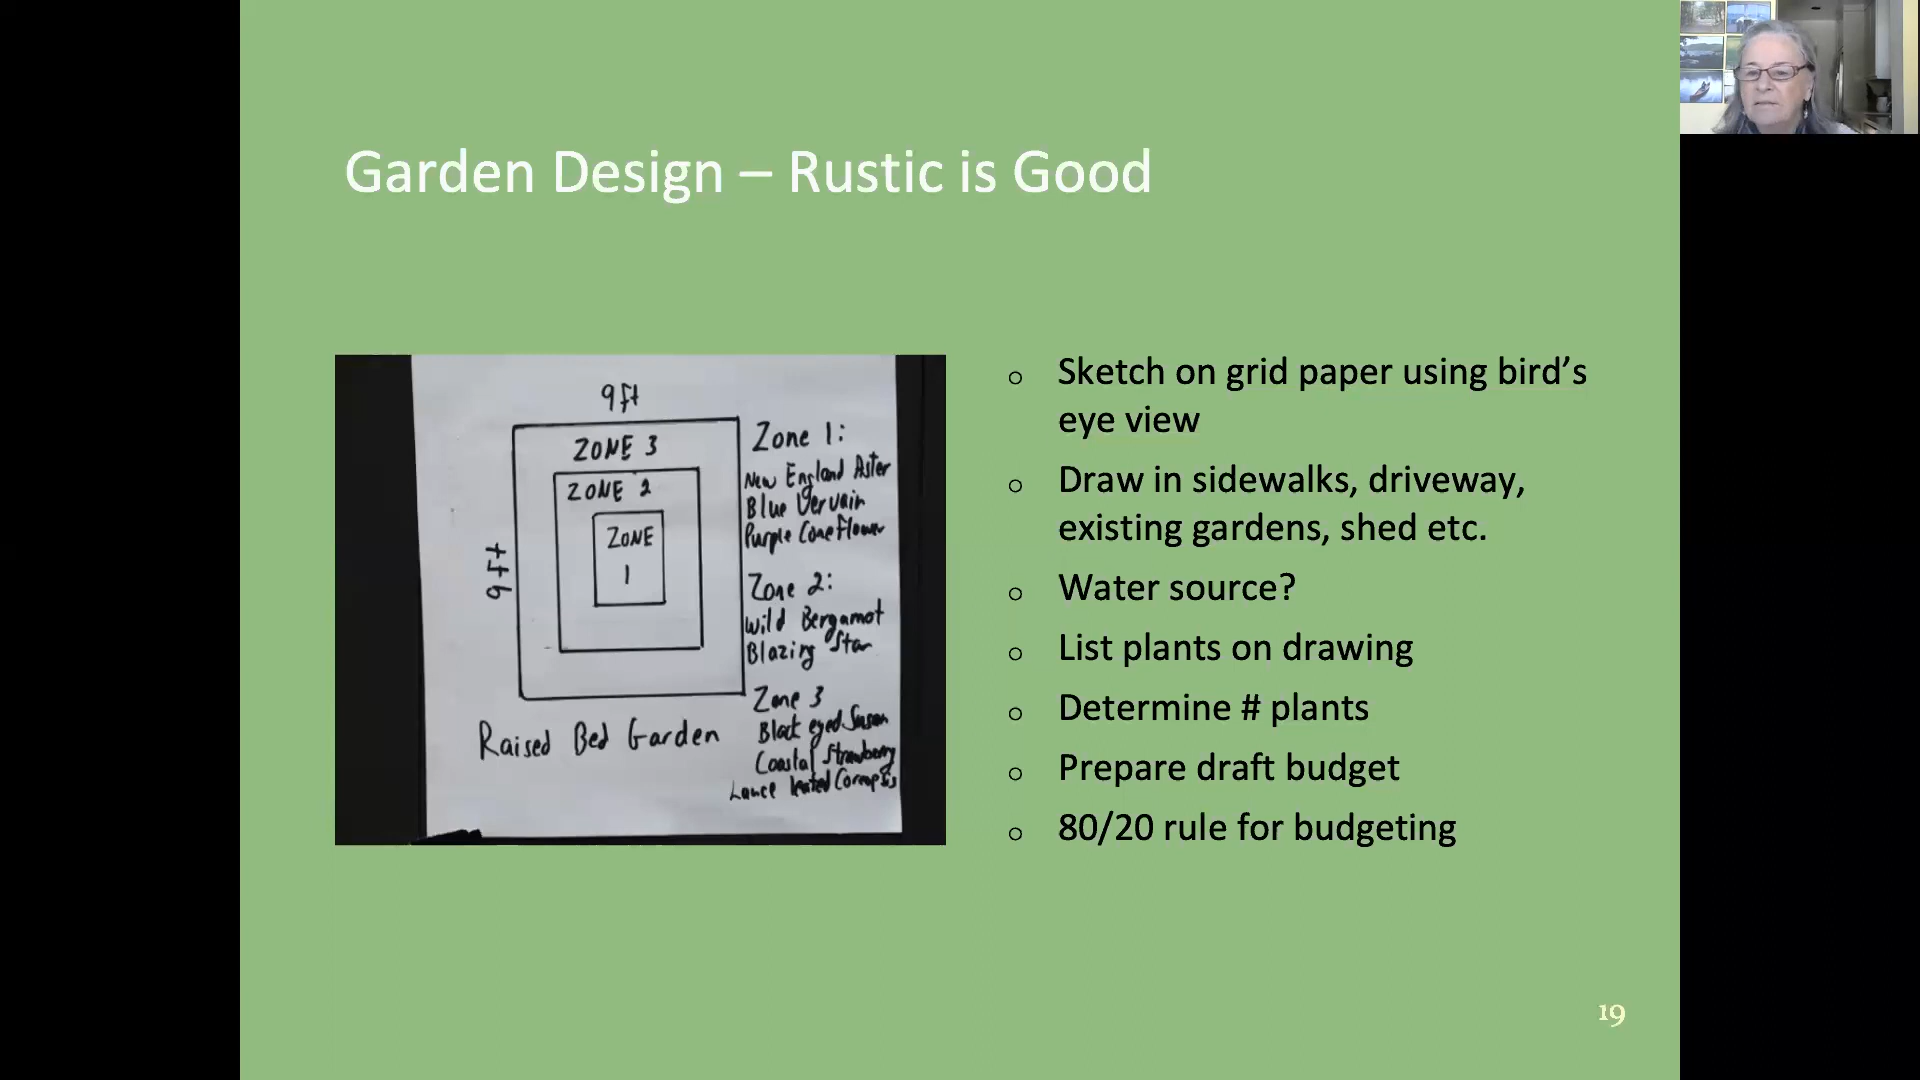 Garden Design – Rustic is Good
9ft
ZONE 3
ZONE 2
ZONE
1
9ft
Raised Bed Garden
Zone 1:
New England Aster
Blue Vervain
Purple Coneflower
Zone 2:
Wild Bergamot
Blazing Star
Zone 3
Black eyed Susan
Coastal Strawberry
Lance leafed Coreopsis
Sketch on grid paper using bird’s
eye view
Draw in sidewalks, driveway,
existing gardens, shed etc.
Water source?
List plants on drawing
Determine # plants
Prepare draft budget
80/20 rule for budgeting
19